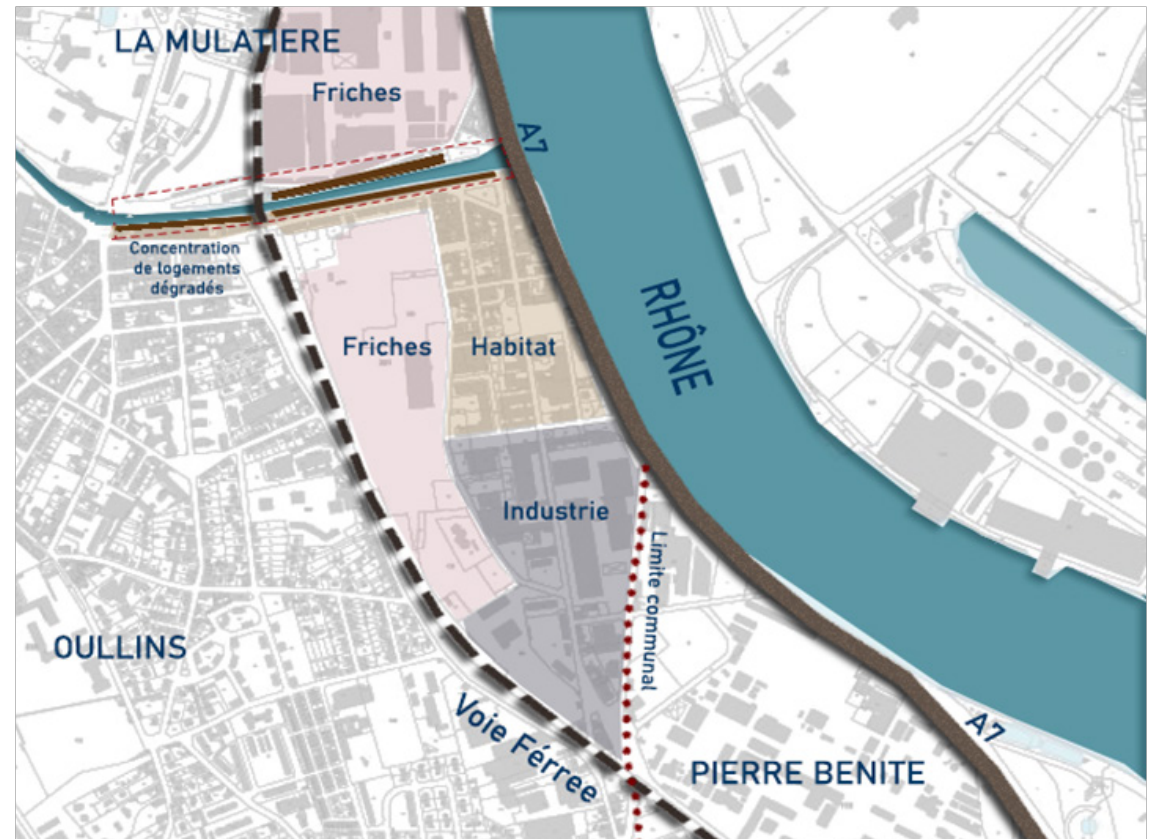 LA MULATIERE
Friches
A7
Concentration
de logements
dégradés
RHÔNE
Friches
Habitat
Industrie
Limite communal
OULLINS
Voie Férree
A7
PIERRE BENITE